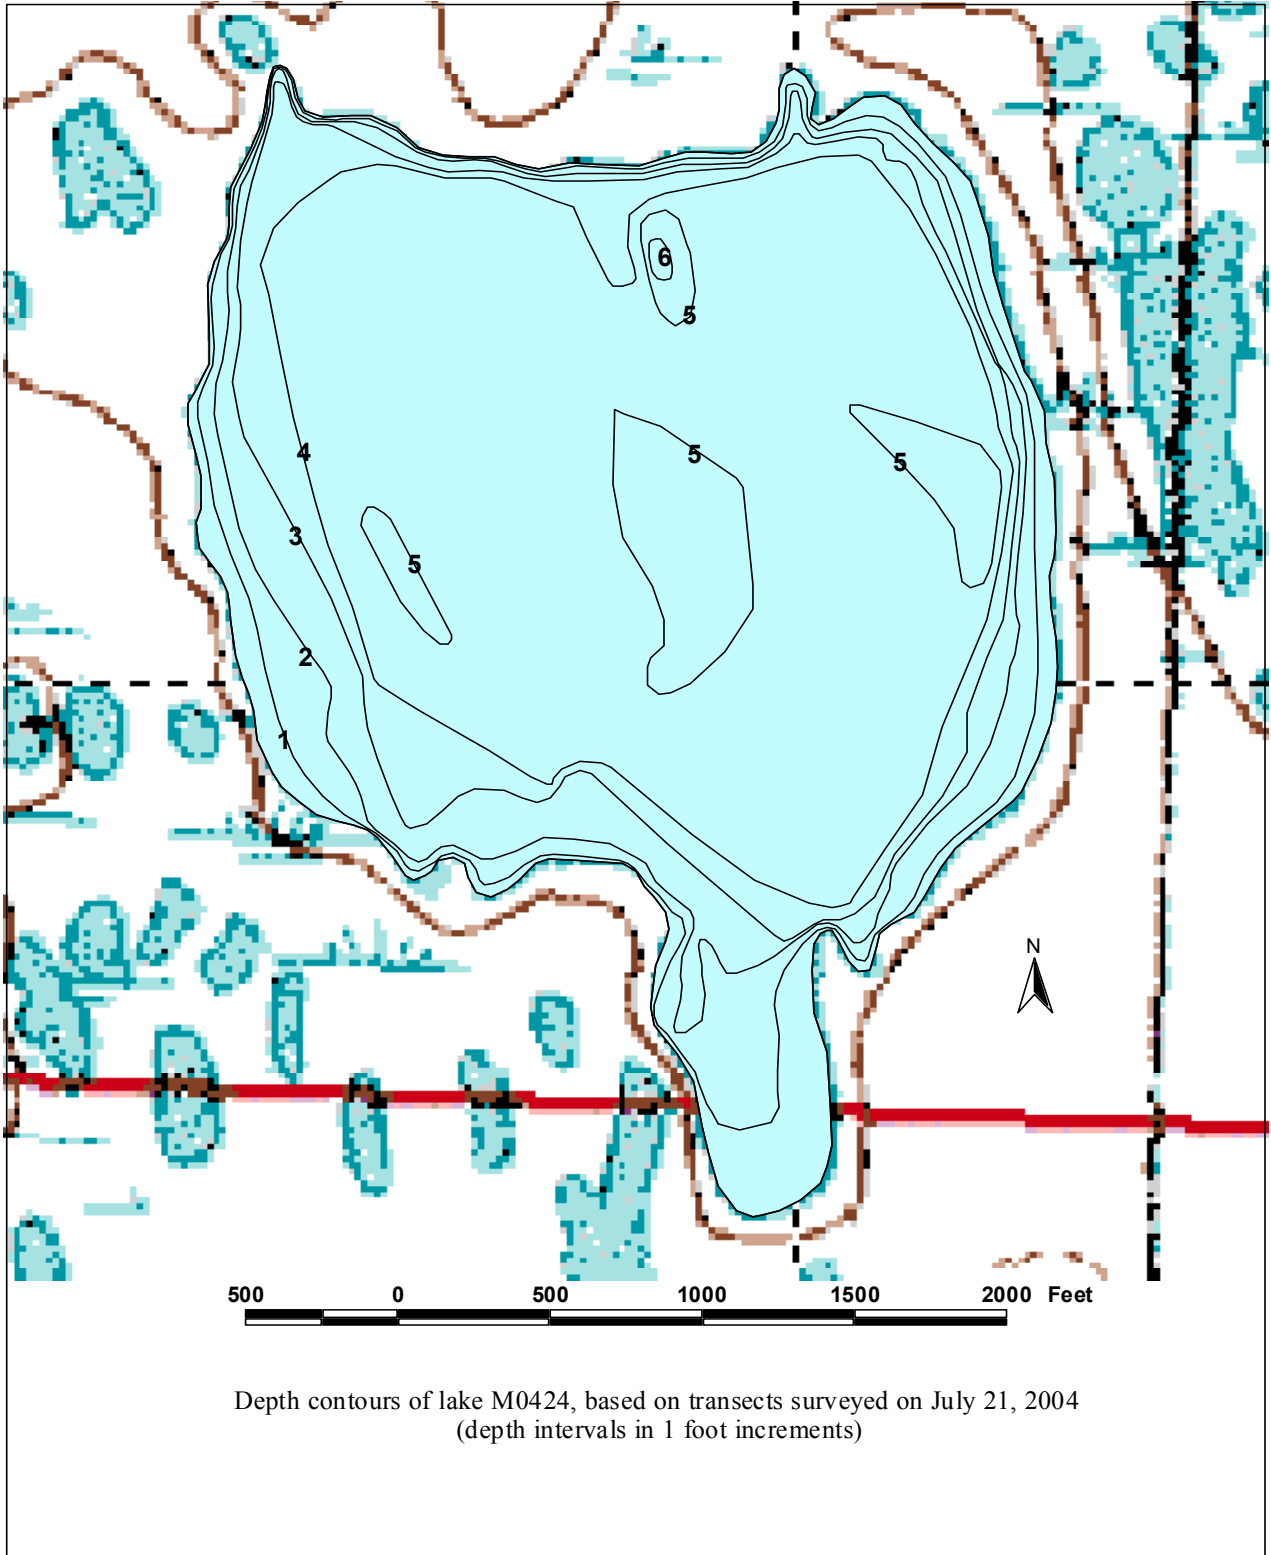 6
5
4
5
5
3
5
2
1
N
500 0 500 1000 1500 2000 Feet
Depth contours of lake M0424, based on transects surveyed on July 21, 2004
(depth intervals in 1 foot increments)